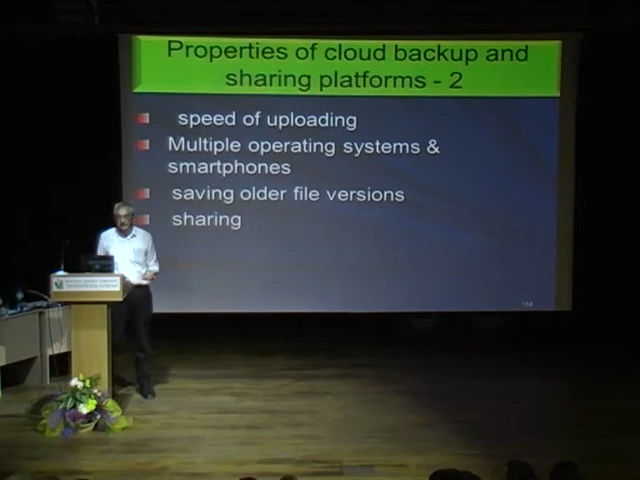 Properties of cloud backup and
sharing platforms - 2
speed of uploading
Multiple operating systems &
smartphones
saving older file versions
sharing